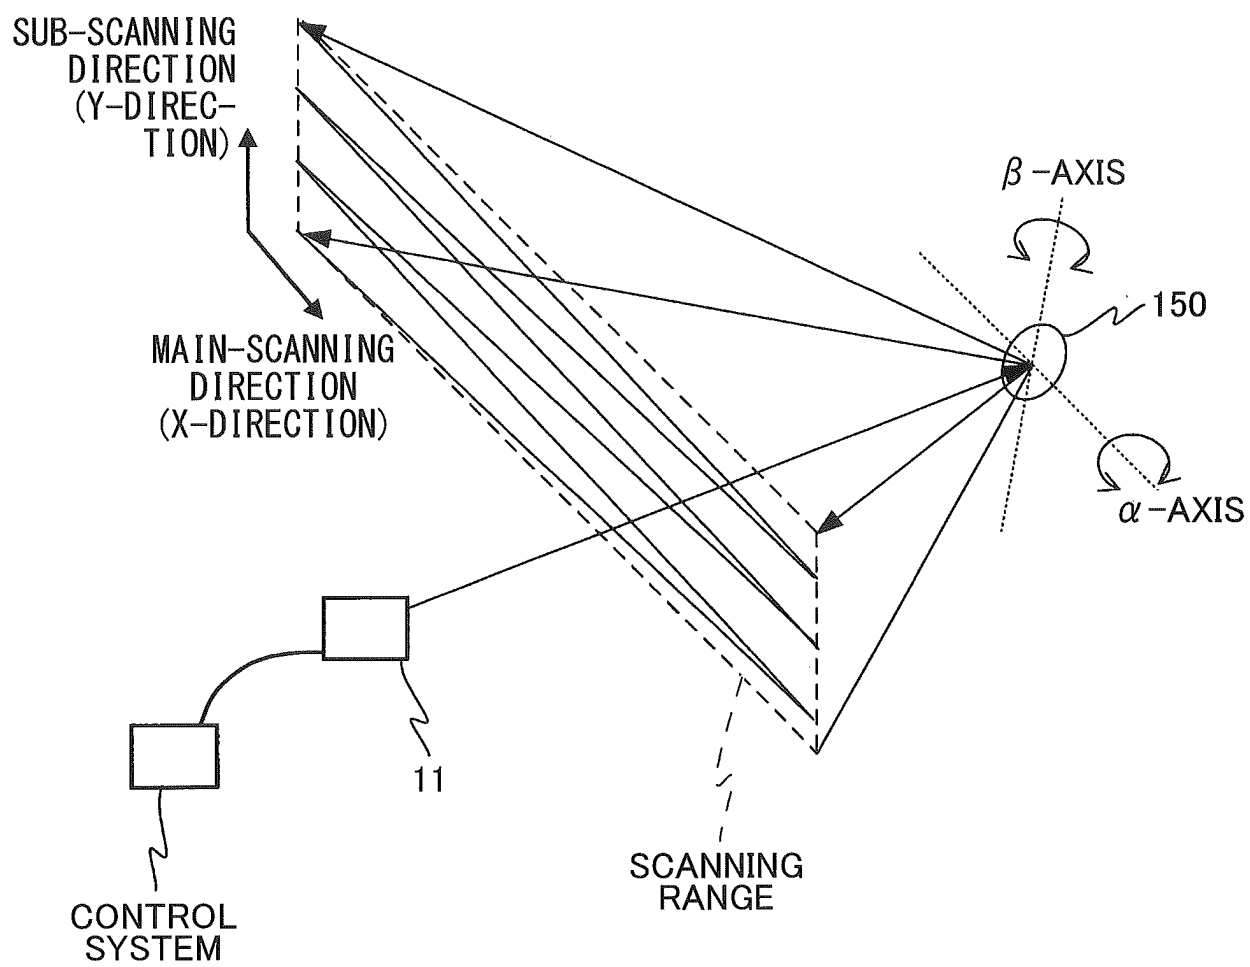 SUB-SCANNING
DIRECTION
(Y-DIREC-
TION)
β-AXIS
150
MAIN-SCANNING
DIRECTION
(X-DIRECTION)
α-AXIS
11
SCANNING
RANGE
CONTROL
SYSTEM